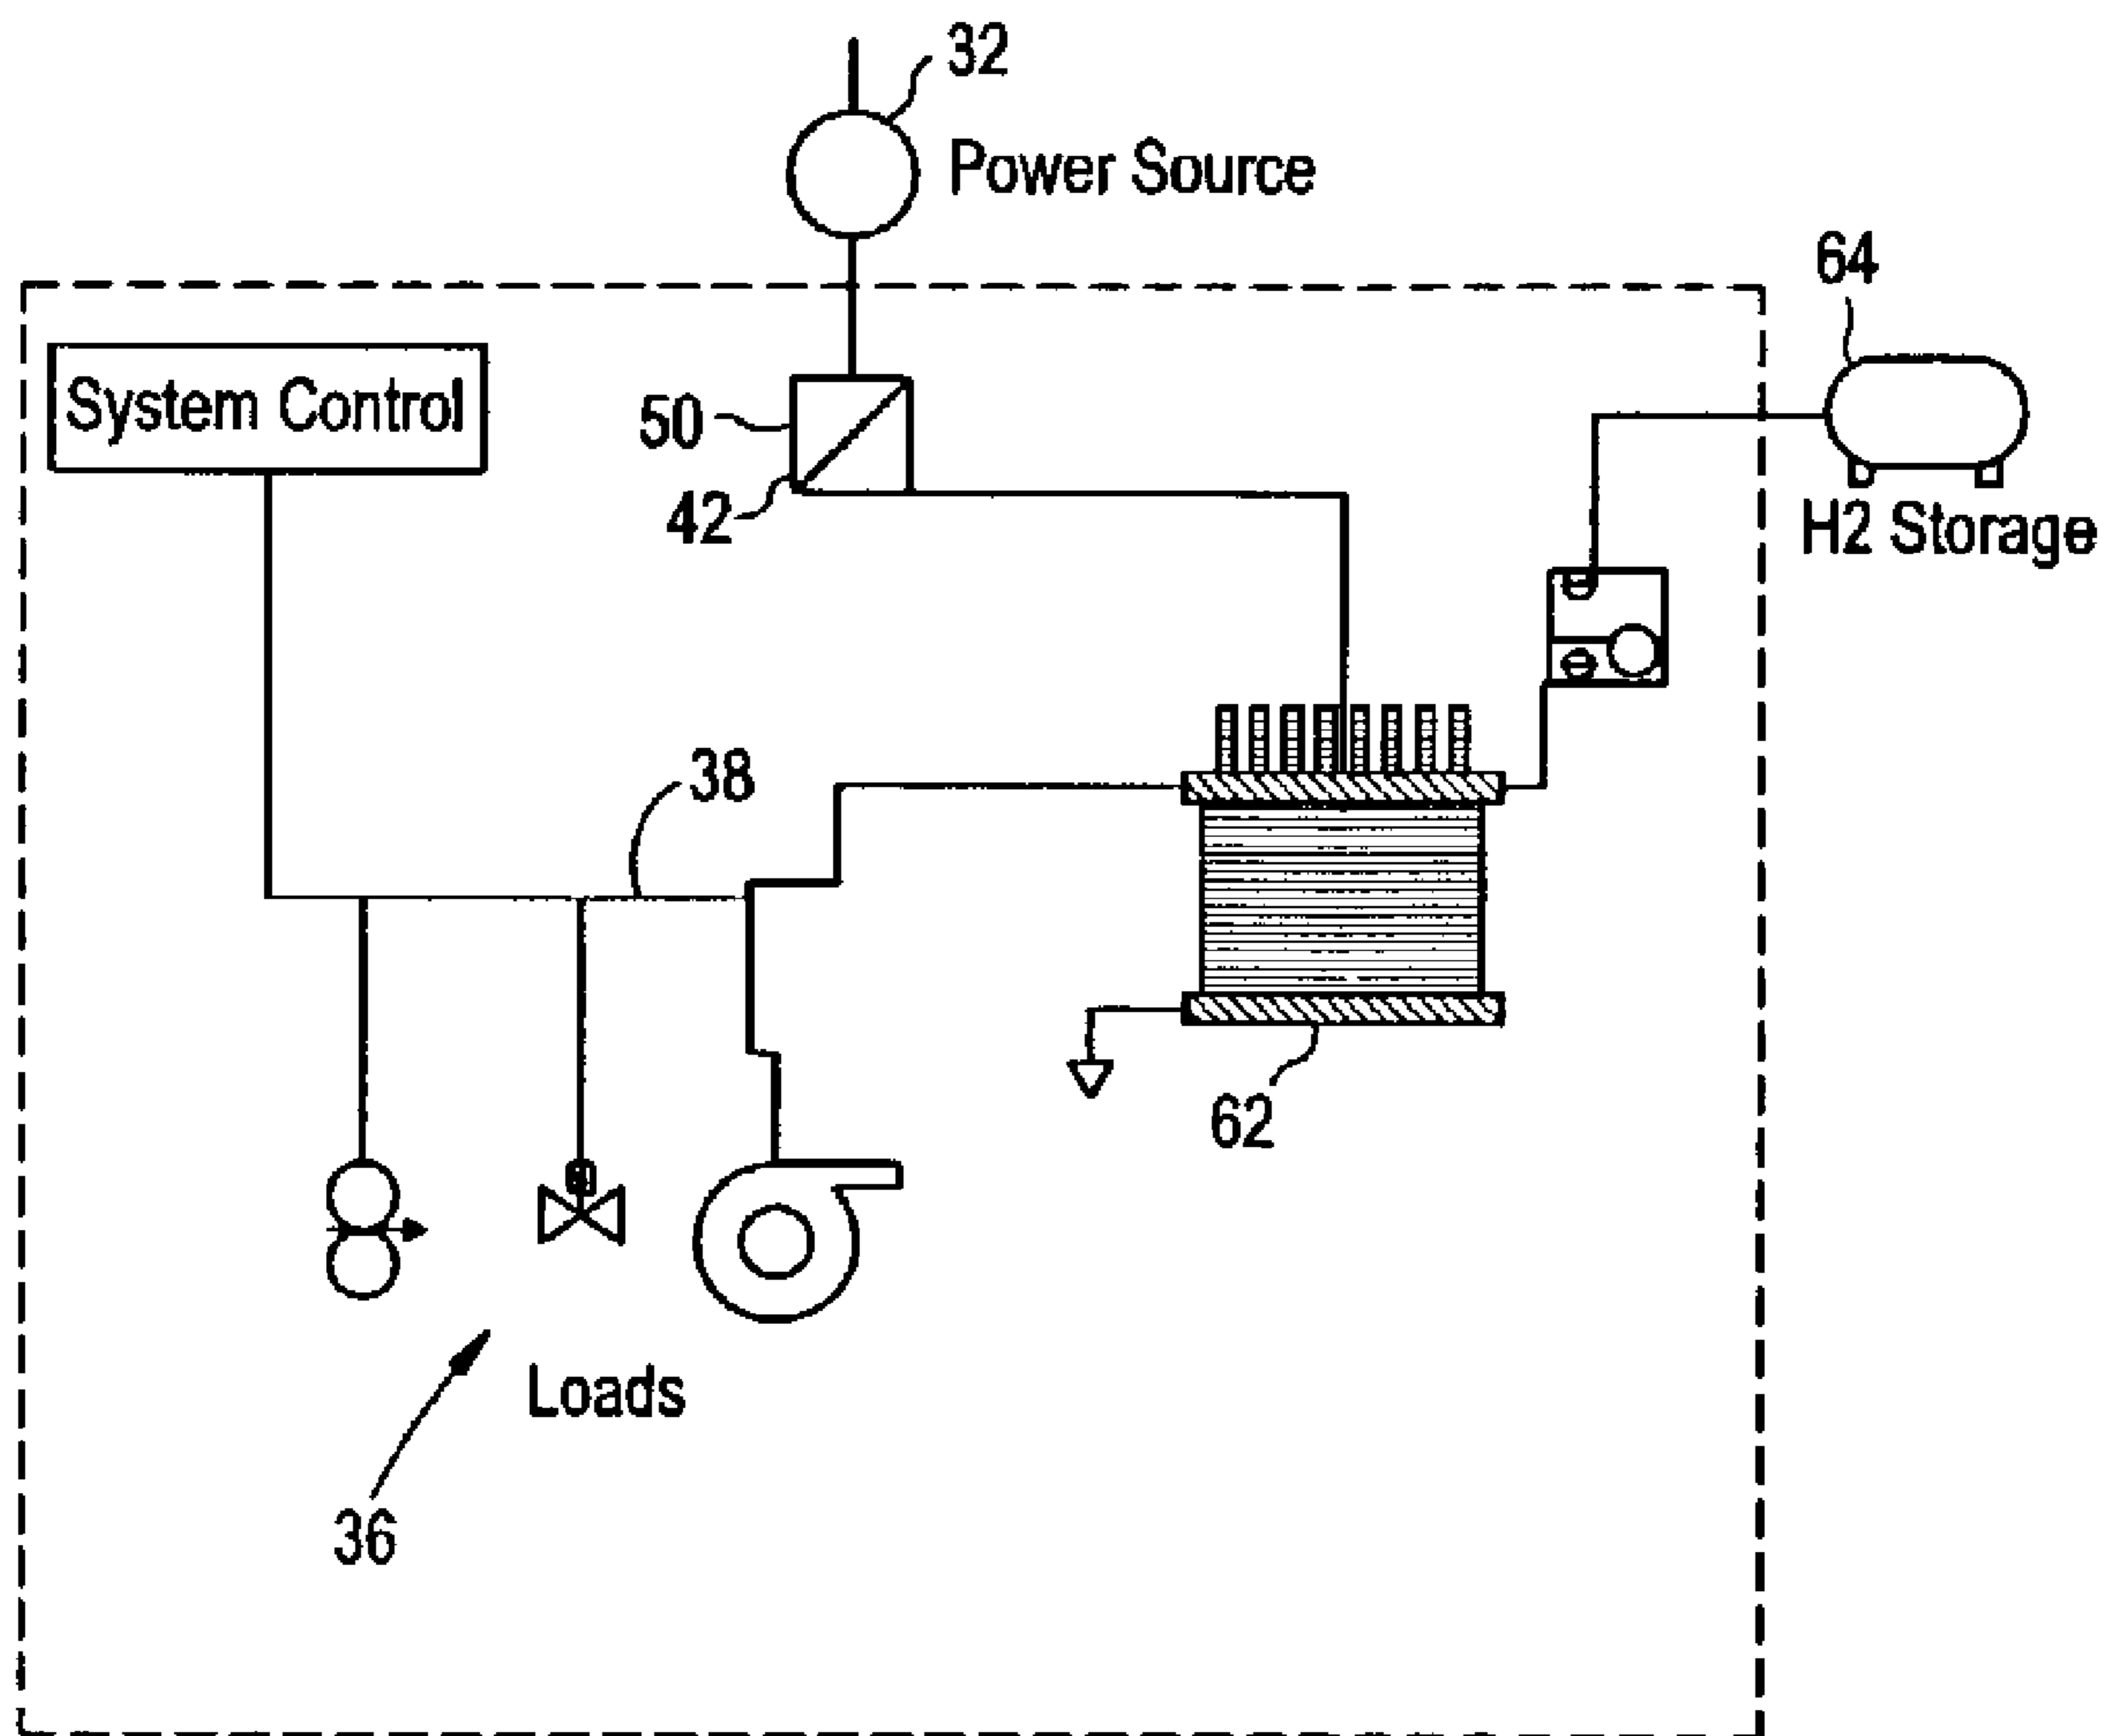 32
Power Source
64
System Control
50
42
H2 Storage
38
62
Loads
36